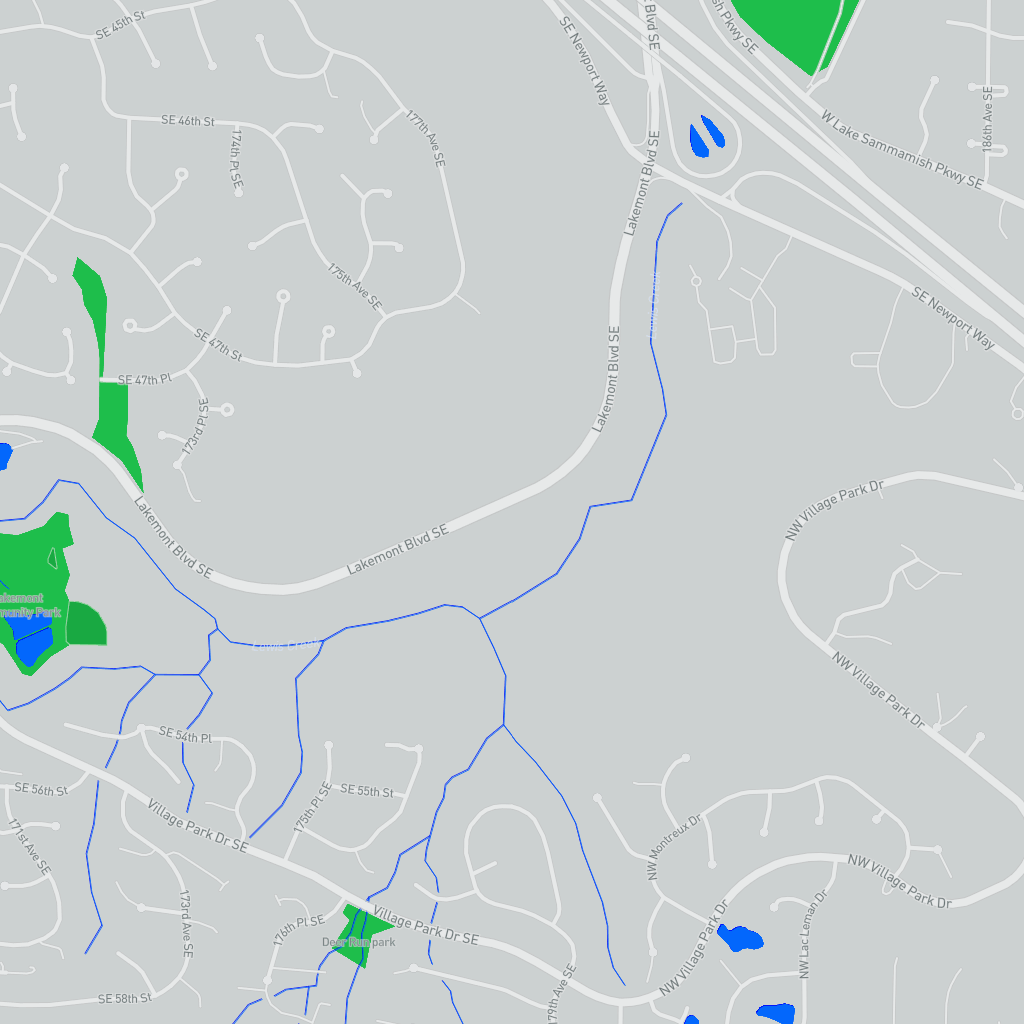 SE 45th St
SE Newport Way
Blvd SE
Pkwy SE
W Lake Sammamish Pkwy SE
186th Ave SE
177th Ave SE
SE 46th St
174th Pl SE
Lakemont Blvd SE
175th Ave SE
SE Newport Way
SE 47th St
Lakemont Blvd SE
SE 47th Pl
173rd Pl SE
NW Village Park Dr
Lakemont Blvd SE
Lakemont Blvd SE
Park
NW Village Park Dr
SE 54th Pl
SE 56th St
SE 55th St
175th Pl SE
Village Park Dr SE
171st Ave SE
NW Montreux Dr
NW Village Park Dr
173rd Ave SE
176th Pl SE
Village Park Dr SE
Deer Run park
NW Village Park Dr
NW Lac Leman Dr
179th Ave SE
SE 58th St